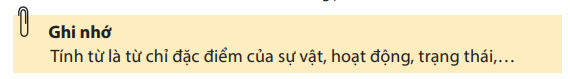 Ghi nhớ
Tính từ là từ chỉ đặc điểm của sự vật, hoạt động, trạng thái,...